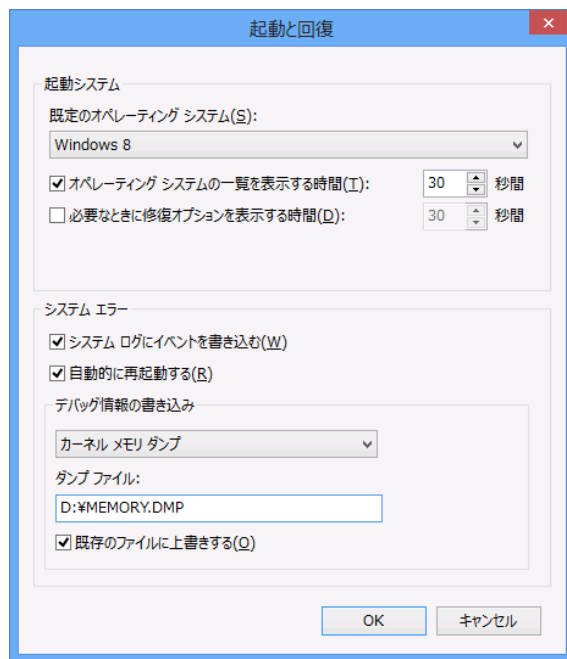 起動と回復
起動システム
既定のオペレーティング システム(S):
Windows 8
オペレーティング システムの一覧を表示する時間(T): 30 秒間
必要なときに修復オプションを表示する時間(D): 30 秒間
システム エラー
システム ログにイベントを書き込む(W)
自動的に再起動する(R)
デバッグ情報の書き込み
カーネル メモリ ダンプ
ダンプ ファイル:
D:¥MEMORY.DMP
既存のファイルに上書きする(O)
OK キャンセル